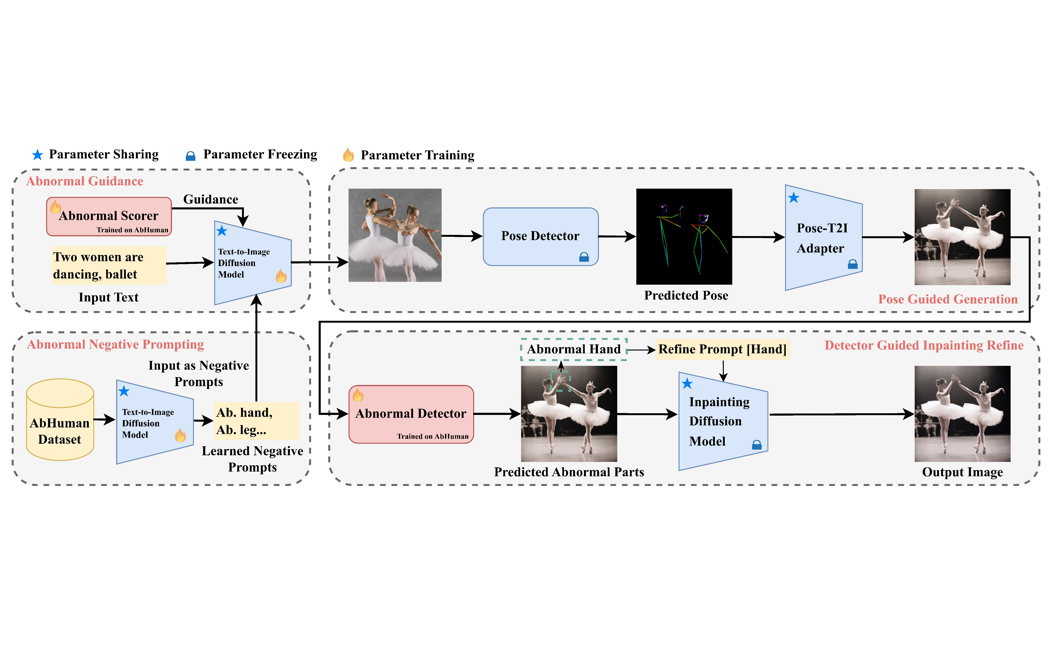 Parameter Sharing
Parameter Freezing
Parameter Training
Abnormal Guidance
Abnormal Scorer
Trained on AbHuman
Guidance
Two women are
dancing, ballet
Input Text
Text-to-Image
Diffusion
Model
Pose Detector
Predicted Pose
Pose-T2I
Adapter
Pose Guided Generation
Abnormal Negative Prompting
Input as Negative
Prompts
AbHuman
Dataset
Text-to-Image
Diffusion
Model
Ab. hand,
Ab. leg...
Learned Negative
Prompts
Detector Guided Inpainting Refine
Abnormal Detector
Trained on AbHuman
Abnormal Hand
Refine Prompt [Hand]
Predicted Abnormal Parts
Inpainting
Diffusion
Model
Output Image